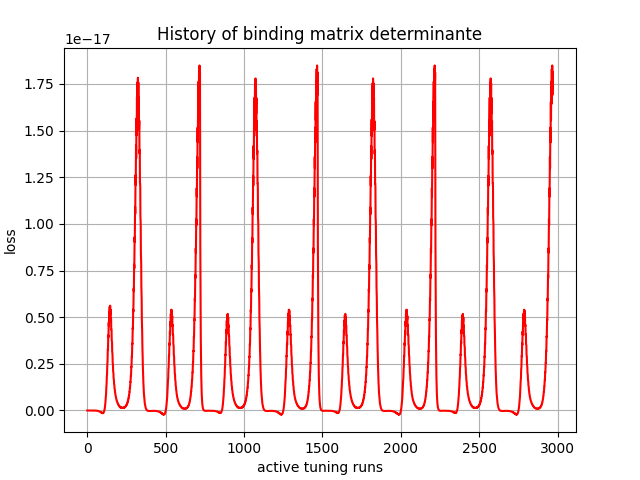 History of binding matrix determinante
1e−17
1.75
1.50
1.25
1.00
0.75
0.50
0.25
0.00
loss
0 500 1000 1500 2000 2500 3000
active tuning runs